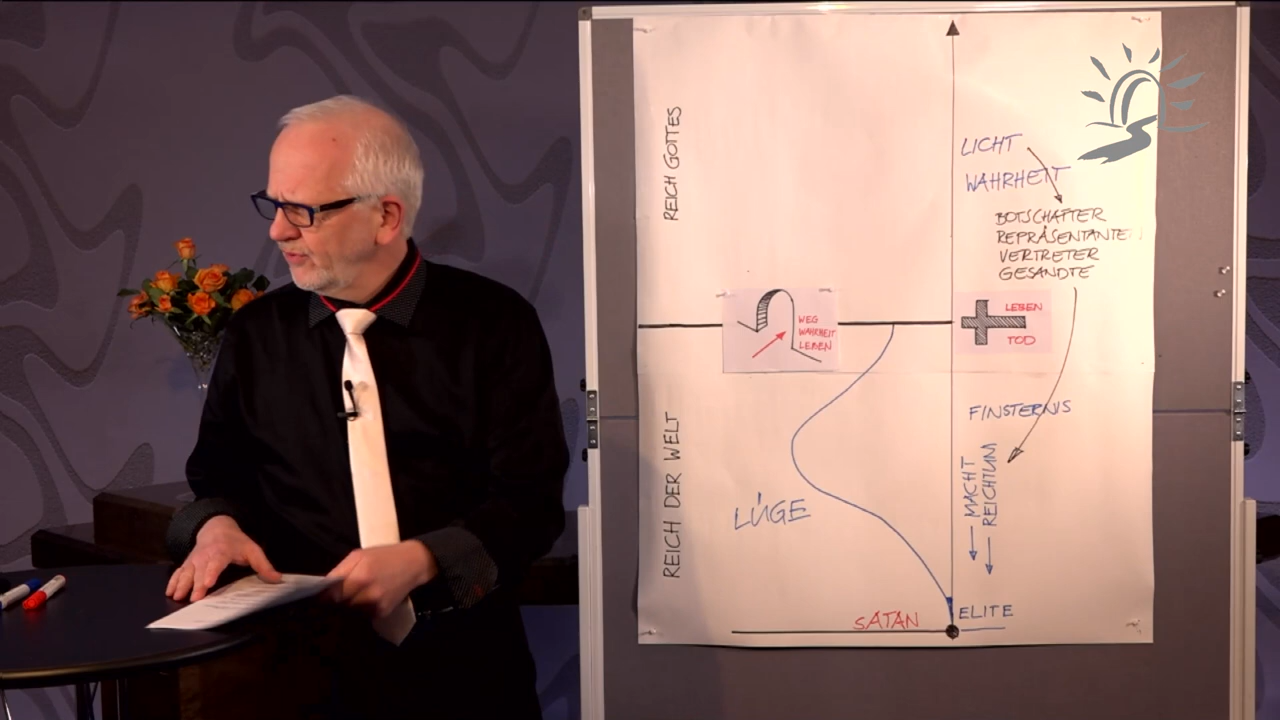 REICH GOTTES
LICHT
WAHRHEIT
BOTSCHAFTER
REPRÄSENTANTEN
VERTRETER
GESANDTE
WEG
WAHRHEIT
LEBEN
LEBEN
TOD
REICH DER WELT
FINSTERNIS
MACHT
REICHTUM
LÜGE
SATAN
ELITE